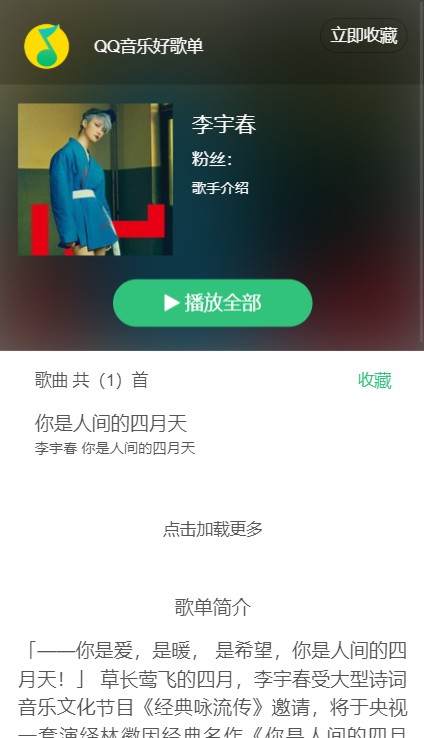 QQ音乐好歌单
立即收藏
李宇春
粉丝：
歌手介绍
播放全部
歌曲 共（1）首
收藏
你是人间的四月天
李宇春 你是人间的四月天
点击加载更多
歌单简介
「——你是爱，是暖， 是希望，你是人间的四
月天！」 草长莺飞的四月，李宇春受大型诗词
音乐文化节目《经典咏流传》邀请，将于央视
一套演绎林徽因经典名作《你是人间的四月